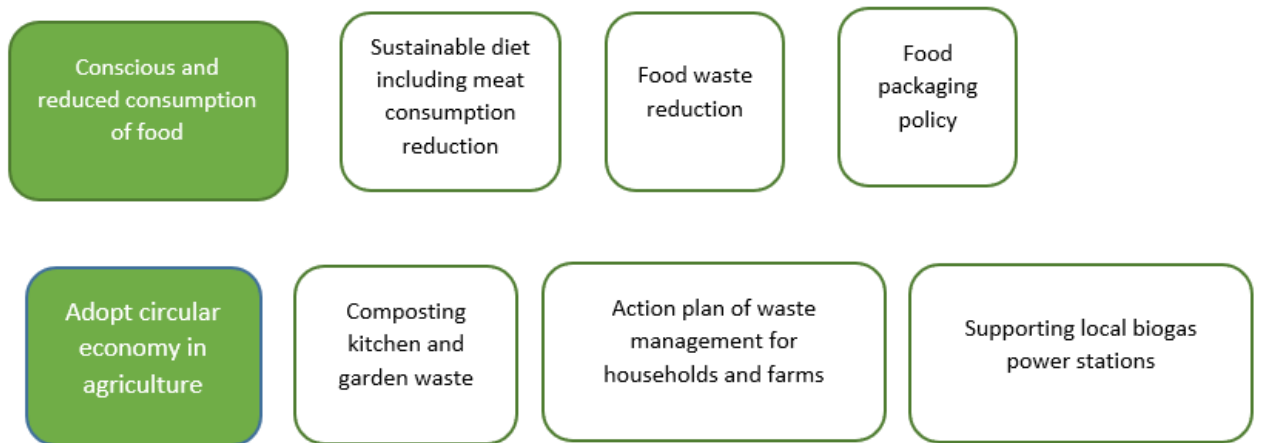 Conscious and
reduced consumption
of food
Sustainable diet
including meat
consumption
reduction
Food waste
reduction
Food
packaging
policy
Adopt circular
economy in
agriculture
Composting
kitchen and
garden waste
Action plan of waste
management for
households and farms
Supporting local biogas
power stations